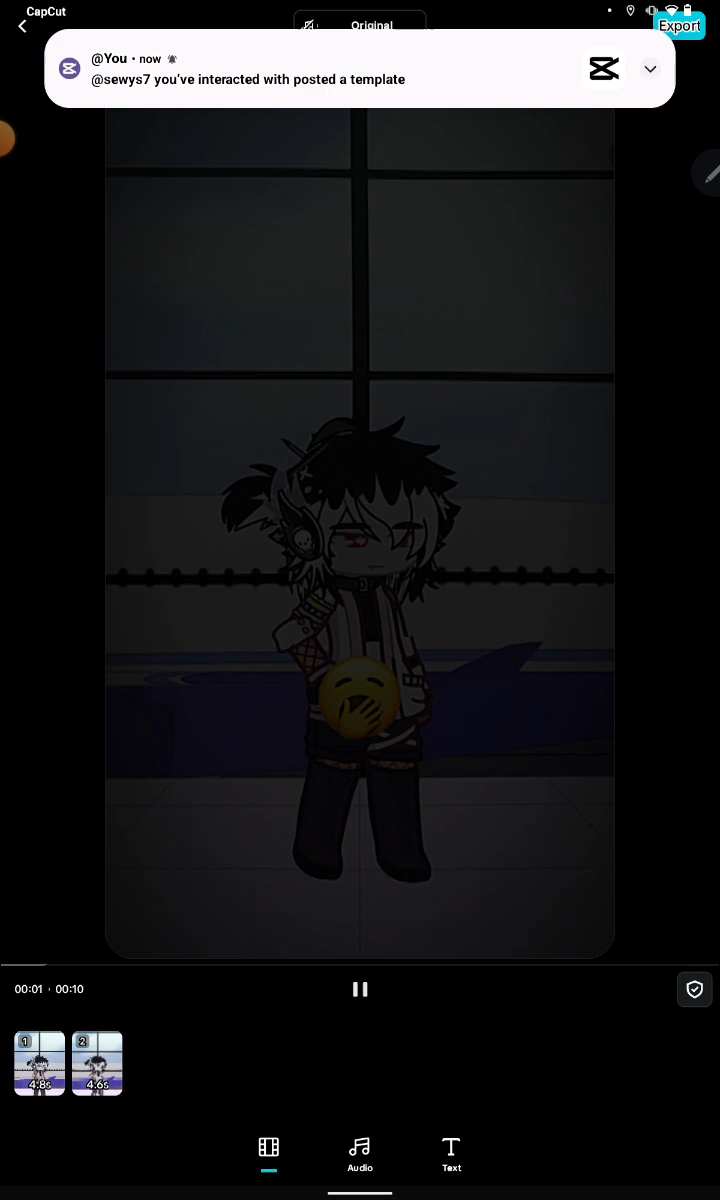 CapCut
Original
Export
@You • now
@sewys7 you've interacted with posted a template
00:01 00:10
1
4.8s
2
4.6s
Audio
Text